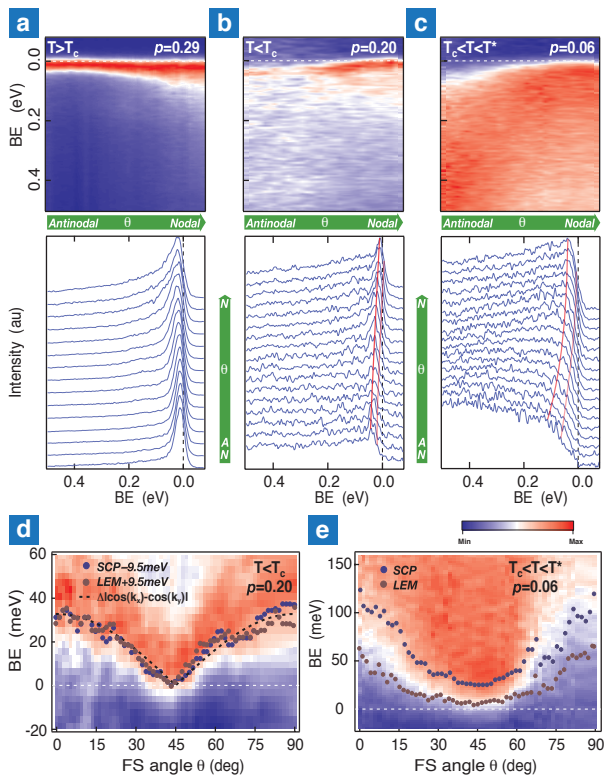 a
b
c
T>Tc p=0.29
T<Tc p=0.20
Tc<T<T* p=0.06
BE (eV)
0.0
0.2
0.4
Antinodal θ Nodal
Antinodal θ Nodal
Antinodal θ Nodal
Intensity (au)
N
θ
A
N
N
θ
A
N
0.4 0.2 0.0
0.4 0.2 0.0
0.4 0.2 0.0
BE (eV)
BE (eV)
BE (eV)
d
e
Min Max
60
40
20
0
-20
BE (meV)
SCP–9.5meV
LEM+9.5meV
Δ|cos(kx)-cos(ky)|
T<Tc
p=0.20
0 15 30 45 60 75 90
FS angle θ (deg)
150
100
50
0
BE (meV)
SCP
LEM
Tc<T<T*
p=0.06
0 15 30 45 60 75 90
FS angle θ (deg)